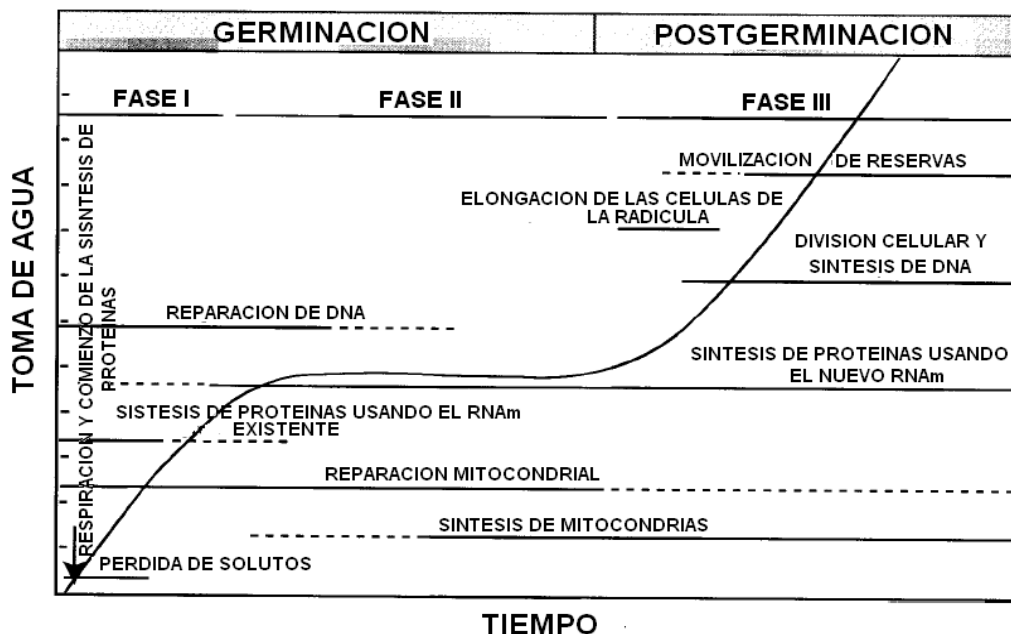 GERMINACION
POSTGERMINACION
FASE I
FASE II
FASE III
MOVILIZACION DE RESERVAS
ELONGACION DE LAS CELULAS DE
LA RADICULA
DIVISION CELULAR Y
SINTESIS DE DNA
REPARACION DE DNA
SINTESIS DE PROTEINAS USANDO
EL NUEVO RNAm
SISTESIS DE PROTEINAS USANDO EL RNAm
EXISTENTE
REPARACION MITOCONDRIAL
SINTESIS DE MITOCONDRIAS
PERDIDA DE SOLUTOS
RESPIRACION Y COMIENZO DE LA SISNTESIS DE
PROTEINAS
TOMA DE AGUA
TIEMPO